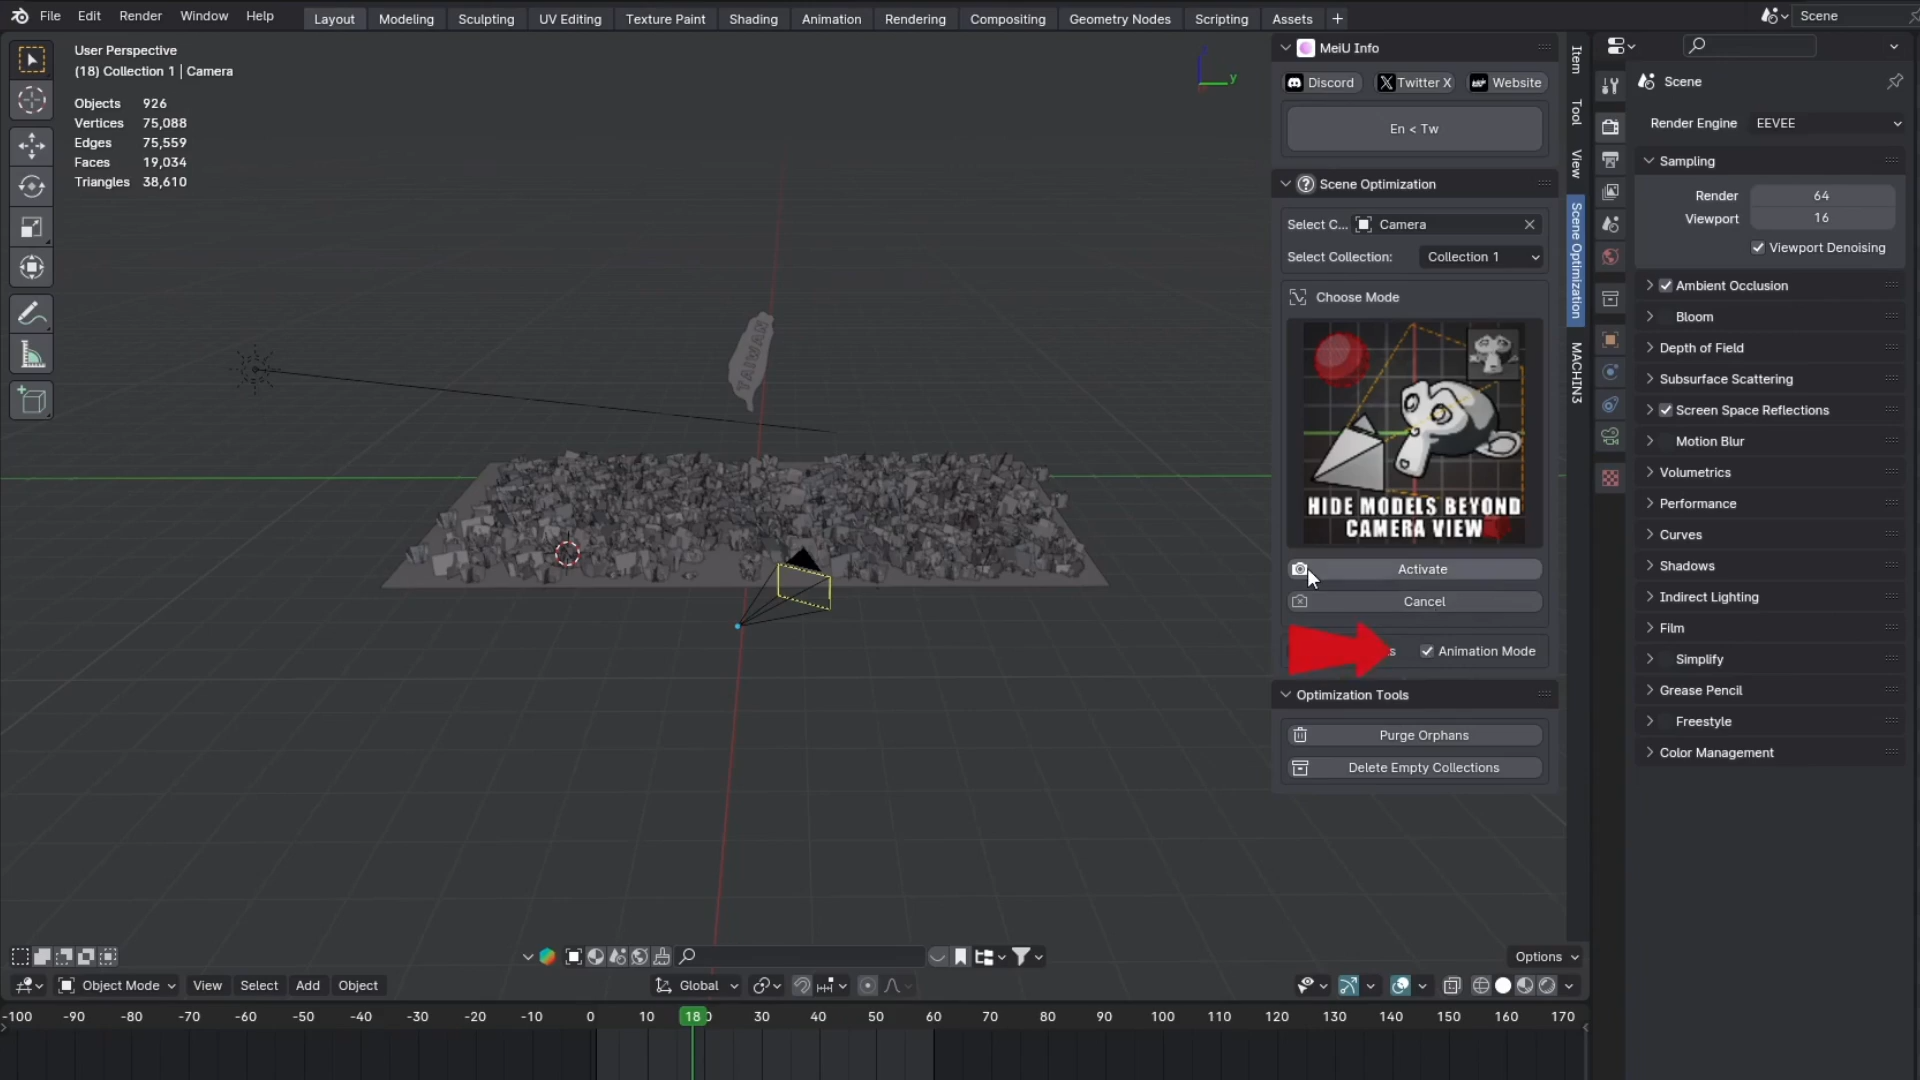 File Edit Render Window Help Layout Modeling Sculpting UV Editing Texture Paint Shading Animation Rendering Compositing Geometry Nodes Scripting Assets + Scene
User Perspective
(18) Collection 1 | Camera
Objects 926
Vertices 75,088
Edges 75,559
Faces 19,034
Triangles 38,610
y
TAIWAN
MeiU Info
Discord Twitter X Website
En < Tw
Scene Optimization
Select C... Camera
Select Collection: Collection 1
Choose Mode
HIDE MODELS BEYOND
CAMERA VIEW
Activate
Cancel
Animation Mode
Optimization Tools
Purge Orphans
Delete Empty Collections
Item
Tool
View
Scene Optimization
MACHIN3
Scene
Render Engine EEVEE
Sampling
Render 64
Viewport 16
Viewport Denoising
Ambient Occlusion
Bloom
Depth of Field
Subsurface Scattering
Screen Space Reflections
Motion Blur
Volumetrics
Performance
Curves
Shadows
Indirect Lighting
Film
Simplify
Grease Pencil
Freestyle
Color Management
Options
Object Mode View Select Add Object Global
-100 -90 -80 -70 -60 -50 -40 -30 -20 -10 0 10 18 30 40 50 60 70 80 90 100 110 120 130 140 150 160 170